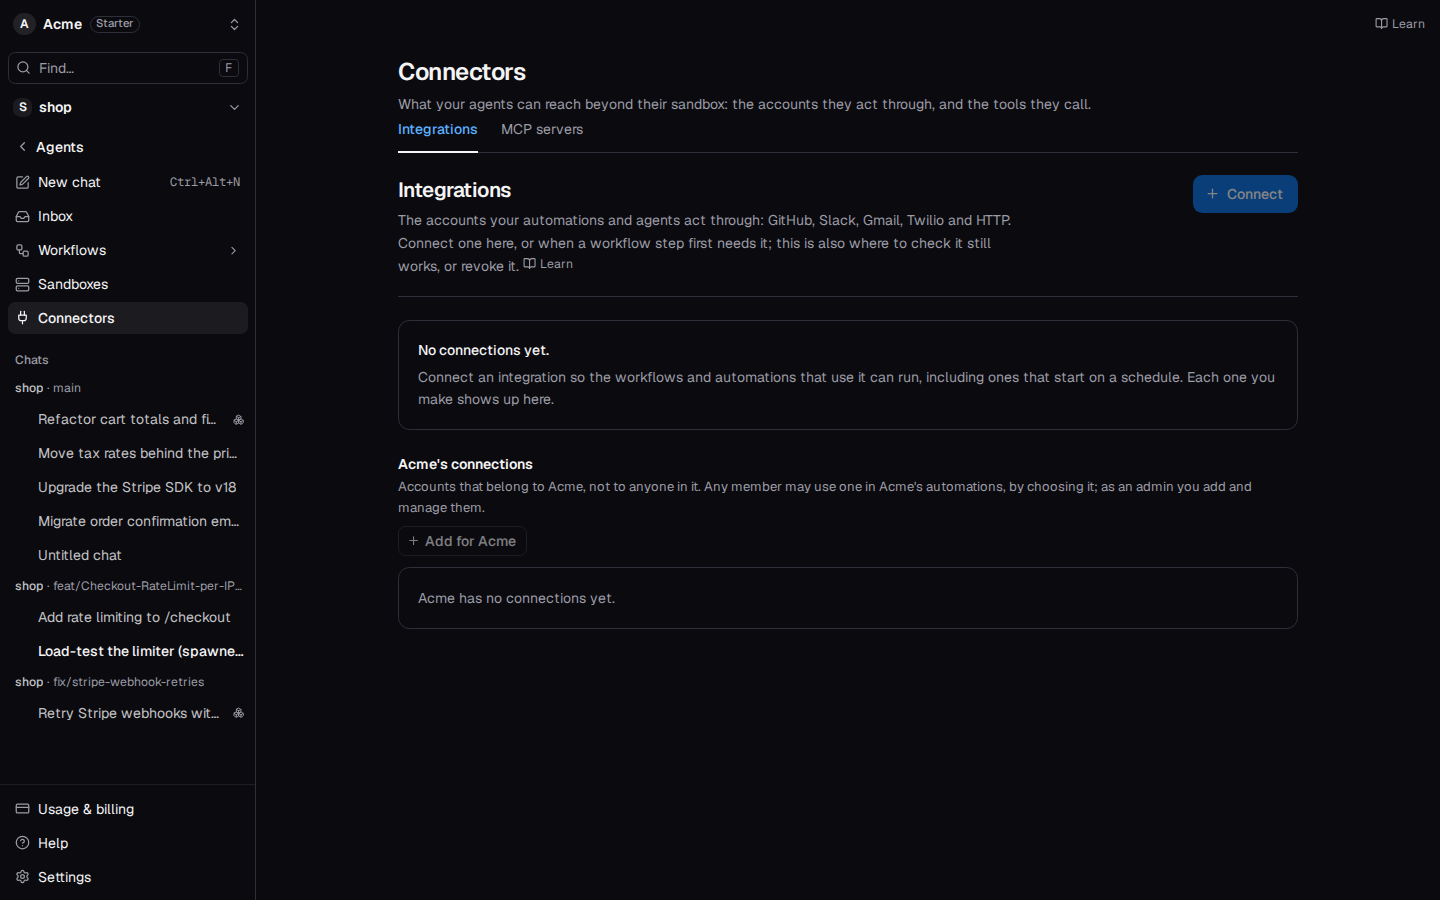 A Acme Starter
Find... F
S shop
Agents
New chat Ctrl+Alt+N
Inbox
Workflows
Sandboxes
Connectors
Chats
shop · main
Refactor cart totals and fi...
Move tax rates behind the pri...
Upgrade the Stripe SDK to v18
Migrate order confirmation em...
Untitled chat
shop · feat/Checkout-RateLimit-per-IP...
Add rate limiting to /checkout
Load-test the limiter (spawne...
shop · fix/stripe-webhook-retries
Retry Stripe webhooks wit...
Usage & billing
Help
Settings
Learn
Connectors
What your agents can reach beyond their sandbox: the accounts they act through, and the tools they call.
Integrations MCP servers
Integrations
+ Connect
The accounts your automations and agents act through: GitHub, Slack, Gmail, Twilio and HTTP.
Connect one here, or when a workflow step first needs it; this is also where to check it still
works, or revoke it. Learn
No connections yet.
Connect an integration so the workflows and automations that use it can run, including ones that start on a schedule. Each one you
make shows up here.
Acme's connections
Accounts that belong to Acme, not to anyone in it. Any member may use one in Acme's automations, by choosing it; as an admin you add and
manage them.
+ Add for Acme
Acme has no connections yet.